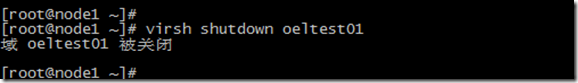 [root@node1 ~]#
[root@node1 ~]# virsh shutdown oeltest01
域 oeltest01 被关闭
[root@node1 ~]#